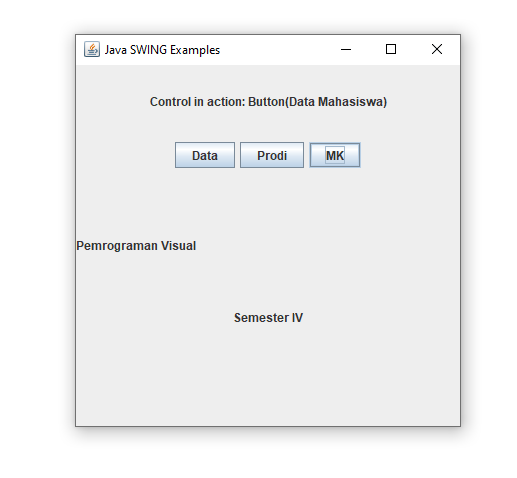 Java SWING Examples
Control in action: Button(Data Mahasiswa)
Data Prodi MK
Pemrograman Visual
Semester IV